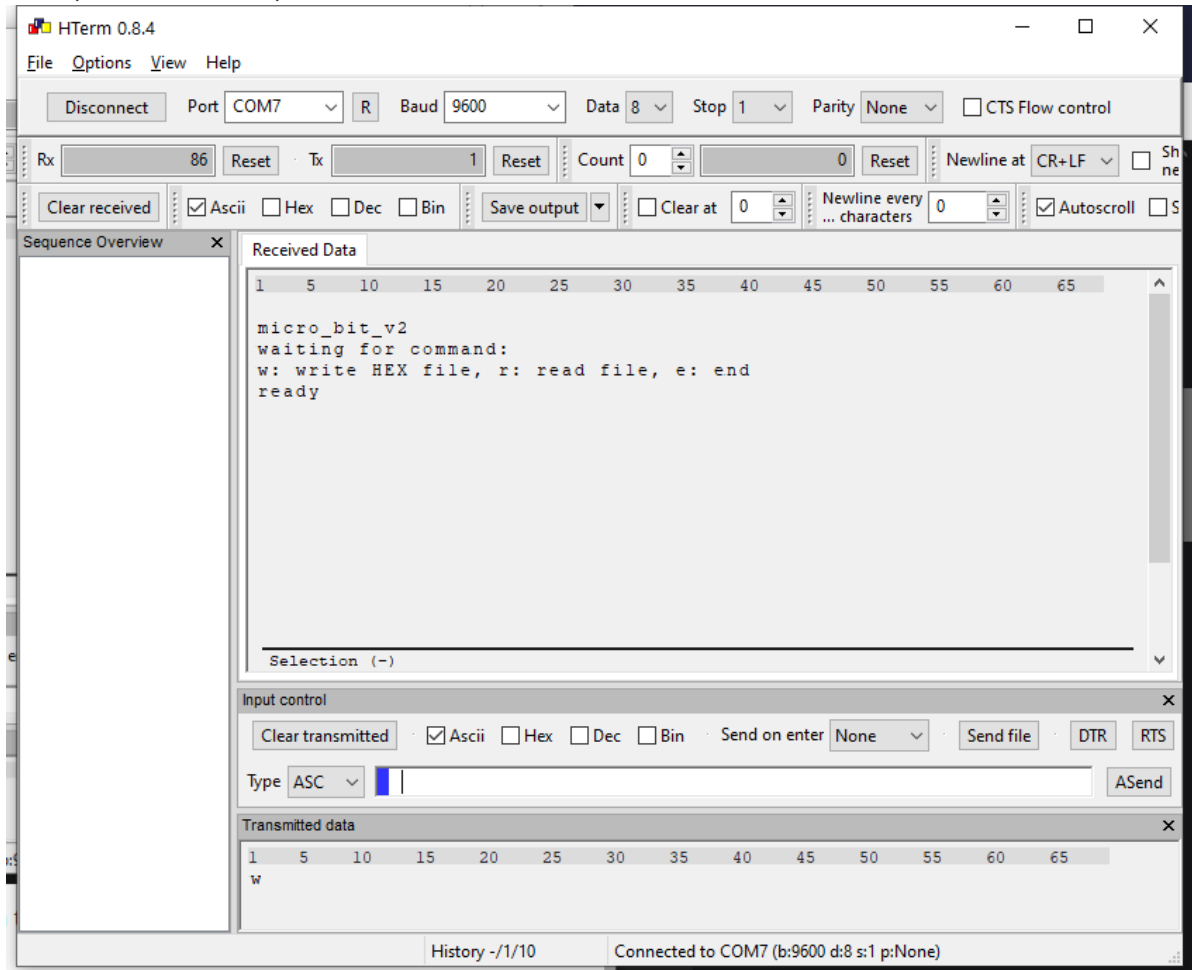 HTerm 0.8.4
File Options View Help
Disconnect Port COM7 R Baud 9600 Data 8 Stop 1 Parity None CTS Flow control
Rx 86 Reset Tx 1 Reset Count 0 0 Reset Newline at CR+LF Sh
ne
Clear received Ascii Hex Dec Bin Save output Clear at 0 Newline every
... characters 0 Autoscroll S
Sequence Overview X
Received Data
1 5 10 15 20 25 30 35 40 45 50 55 60 65
micro_bit_v2
waiting for command:
w: write HEX file, r: read file, e: end
ready
Selection (-)
Input control
Clear transmitted Ascii Hex Dec Bin Send on enter None Send file DTR RTS
Type ASC ASend
Transmitted data
1 5 10 15 20 25 30 35 40 45 50 55 60 65
w
History -/1/10 Connected to COM7 (b:9600 d:8 s:1 p:None)